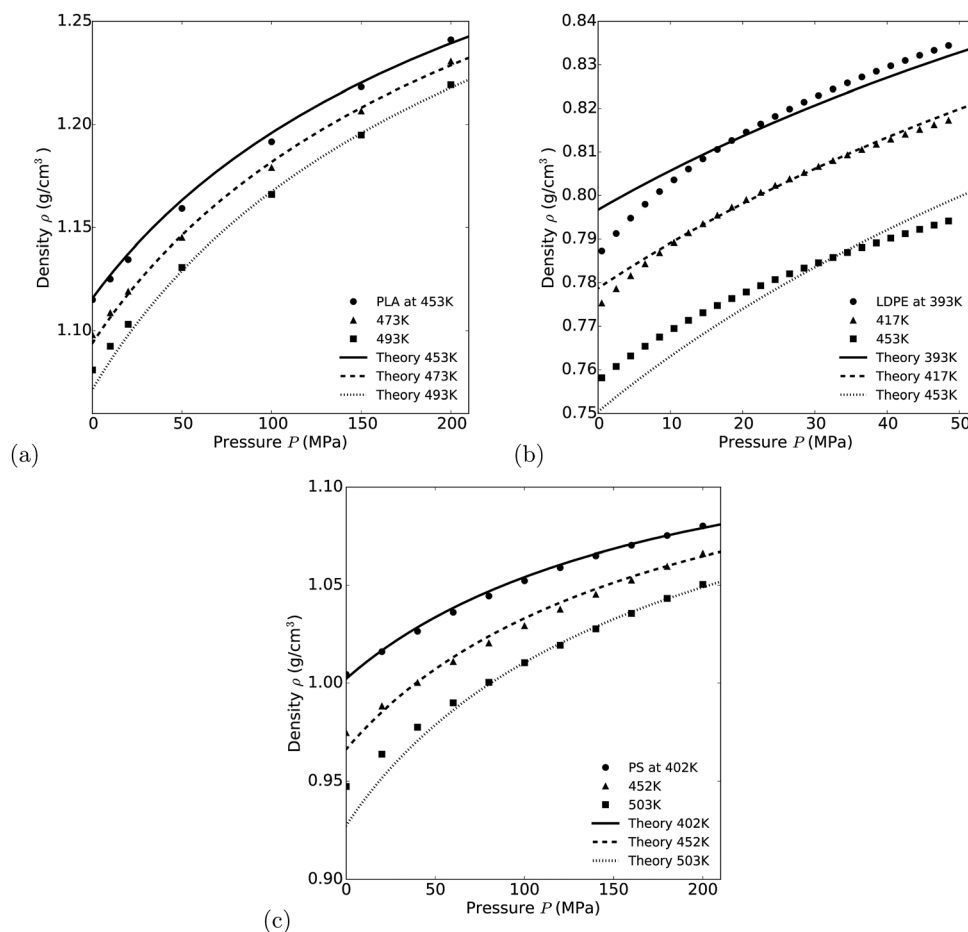 1.25
1.20
1.15
1.10
Density ρ (g/cm³)
PLA at 453K
473K
493K
Theory 453K
Theory 473K
Theory 493K
0 50 100 150 200
Pressure P (MPa)
(a)
0.84
0.83
0.82
0.81
0.80
0.79
0.78
0.77
0.76
0.75
Density ρ (g/cm³ )
LDPE at 393K
417K
453K
Theory 393K
Theory 417K
Theory 453K
0 10 20 30 40 50
Pressure P (MPa)
(b)
1.10
1.05
1.00
0.95
0.90
Density ρ (g/cm³)
PS at 402K
452K
503K
Theory 402K
Theory 452K
Theory 503K
0 50 100 150 200
Pressure P (MPa)
(c)